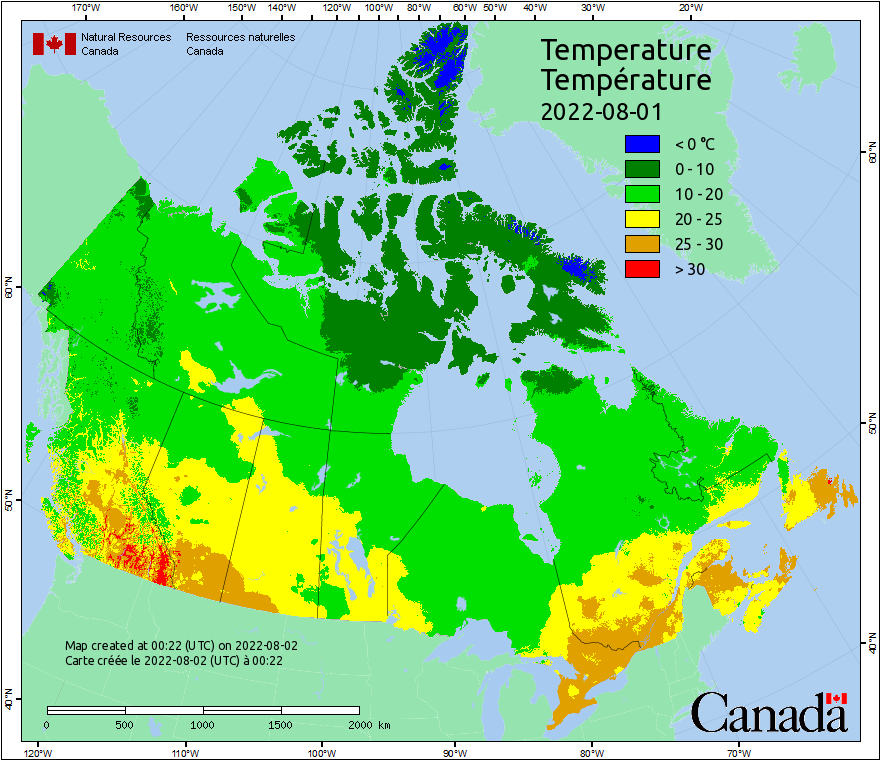 170°W 160°W 150°W 140°W 130°W 120°W 110°W 100°W 80°W 60°W 50°W 40°W 30°W 20°W
Natural Resources Ressources naturelles
Canada Canada
Temperature
Température
2022-08-01
< 0 °C
0 - 10
10 - 20
20 - 25
25 - 30
> 30
60°N
60°N
50°N
50°N
40°N
40°N
Map created at 00:22 (UTC) on 2022-08-02
Carte créée le 2022-08-02 (UTC) à 00:22
0 500 1000 1500 2000 km
Canada
120°W 110°W 100°W 90°W 80°W 70°W